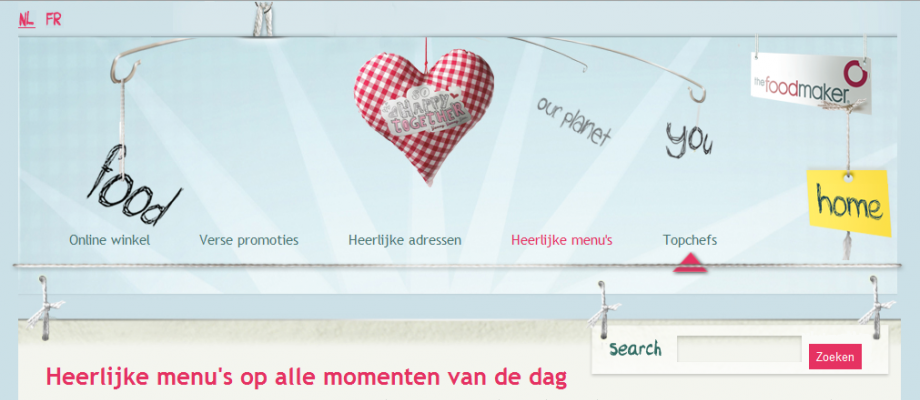 NL FR
the foodmaker
SO HAPPY TOGETHER
our planet
you
food
home
Online winkel Verse promoties Heerlijke adressen Heerlijke menu's Topchefs
search Zoeken
Heerlijke menu's op alle momenten van de dag